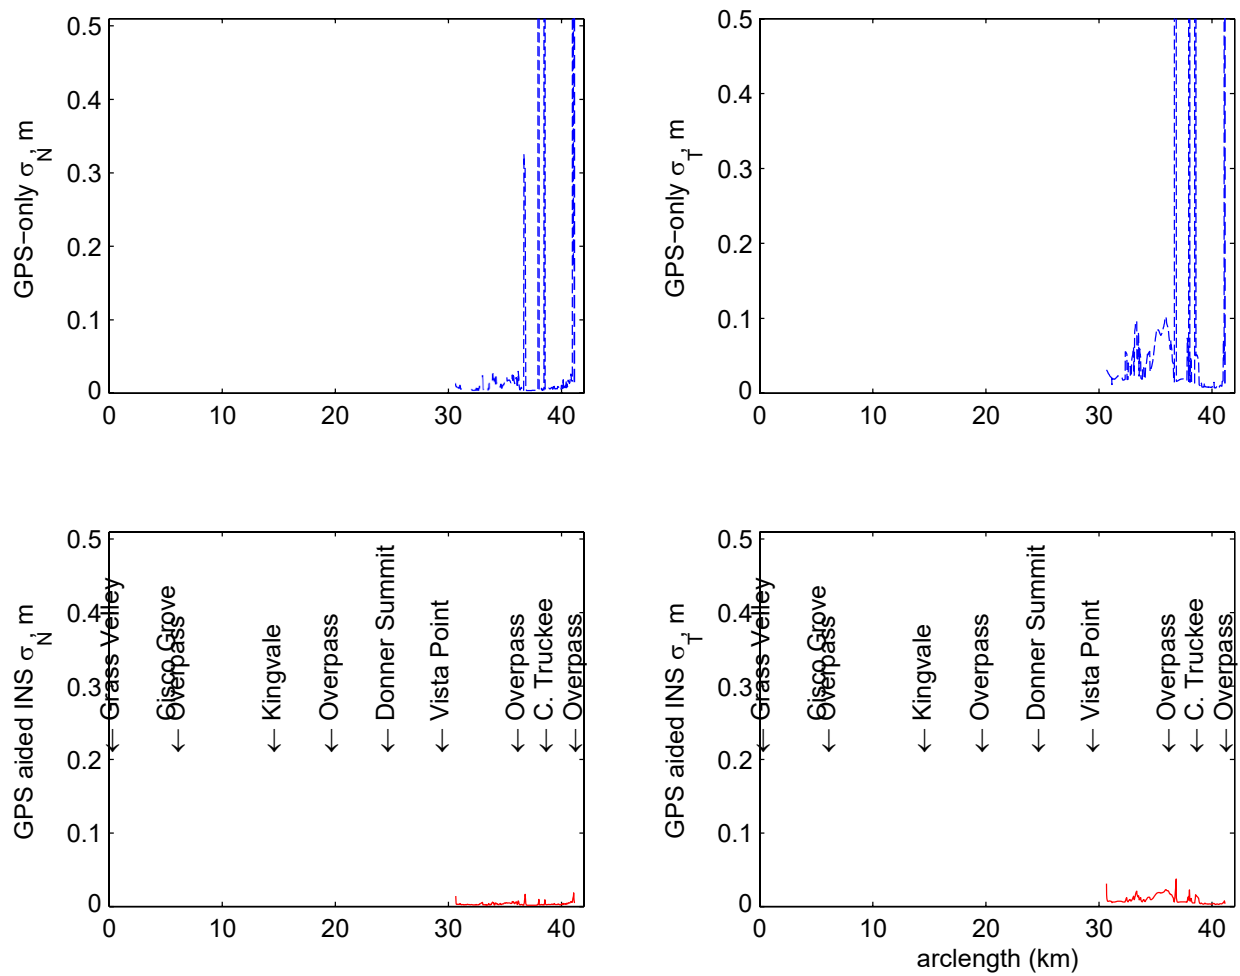 GPS−only σN, m
0.5
0.4
0.3
0.2
0.1
0
0 10 20 30 40
GPS−only σT, m
0.5
0.4
0.3
0.2
0.1
0
0 10 20 30 40
GPS aided INS σN, m
0.5
0.4
0.3
0.2
0.1
0
←Grass Velley
Cisco Grove
←Overpass
←Kingvale
←Overpass
←Donner Summit
←Vista Point
←Overpass
←C. Truckee
←Overpass
0 10 20 30 40
GPS aided INS σT, m
0.5
0.4
0.3
0.2
0.1
0
←Grass Velley
Cisco Grove
←Overpass
←Kingvale
←Overpass
←Donner Summit
←Vista Point
←Overpass
←C. Truckee
←Overpass
0 10 20 30 40
arclength (km)